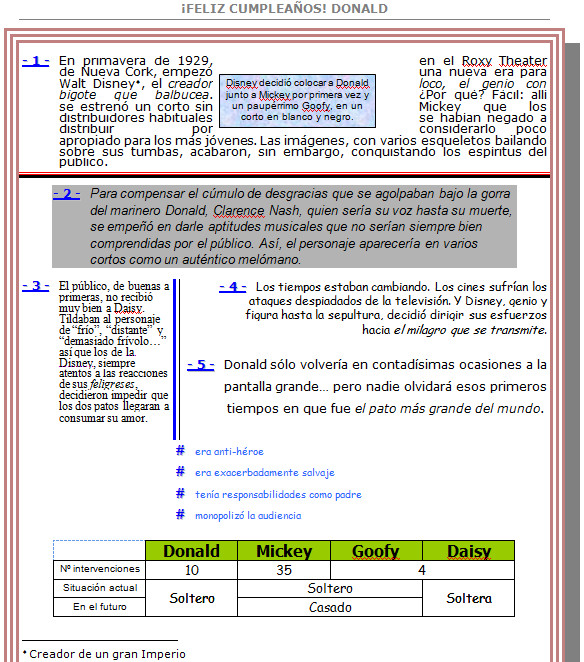 ¡FELIZ CUMPLEAÑOS! DONALD
- 1 - En primavera de 1929, en el Roxy Theater
de Nueva Cork, empezó una nueva era para
Walt Disney*, el creador loco, el genio con
bigote que balbucea. ¿Por qué? Fácil: allí
se estrenó un corto sin Mickey que los
distribuidores habituales se habían negado a
distribuir por considerarlo poco
apropiado para los más jóvenes. Las imágenes, con varios esqueletos bailando
sobre sus tumbas, acabaron, sin embargo, conquistando los espíritus del
público.
Disney decidió colocar a Donald
junto a Mickey por primera vez y
un paupérrimo Goofy, en un
corto en blanco y negro.
- 2 - Para compensar el cúmulo de desgracias que se agolpaban bajo la gorra
del marinero Donald, Clarence Nash, quien sería su voz hasta su muerte,
se empeñó en darle aptitudes musicales que no serían siempre bien
comprendidas por el público. Así, el personaje aparecería en varios
cortos como un auténtico melómano.
- 3 - El público, de buenas a
primeras, no recibió
muy bien a Daisy.
Tildaban al personaje
de "frío", "distante" y
"demasiado frívolo…"
así que los de la
Disney, siempre
atentos a las reacciones
de sus feligreses,
decidieron impedir que
los dos patos llegaran a
consumar su amor.
- 4 - Los tiempos estaban cambiando. Los cines sufrían los
ataques despiadados de la televisión. Y Disney, genio y
figura hasta la sepultura, decidió dirigir sus esfuerzos
hacia el milagro que se transmite.
- 5 - Donald sólo volvería en contadísimas ocasiones a la
pantalla grande… pero nadie olvidará esos primeros
tiempos en que fue el pato más grande del mundo.
# era anti-héroe
# era exacerbadamente salvaje
# tenía responsabilidades como padre
# monopolizó la audiencia
Donald Mickey Goofy Daisy
Nº intervenciones 10 35 4
Situación actual Soltero Soltero Soltera
En el futuro Casado
* Creador de un gran Imperio